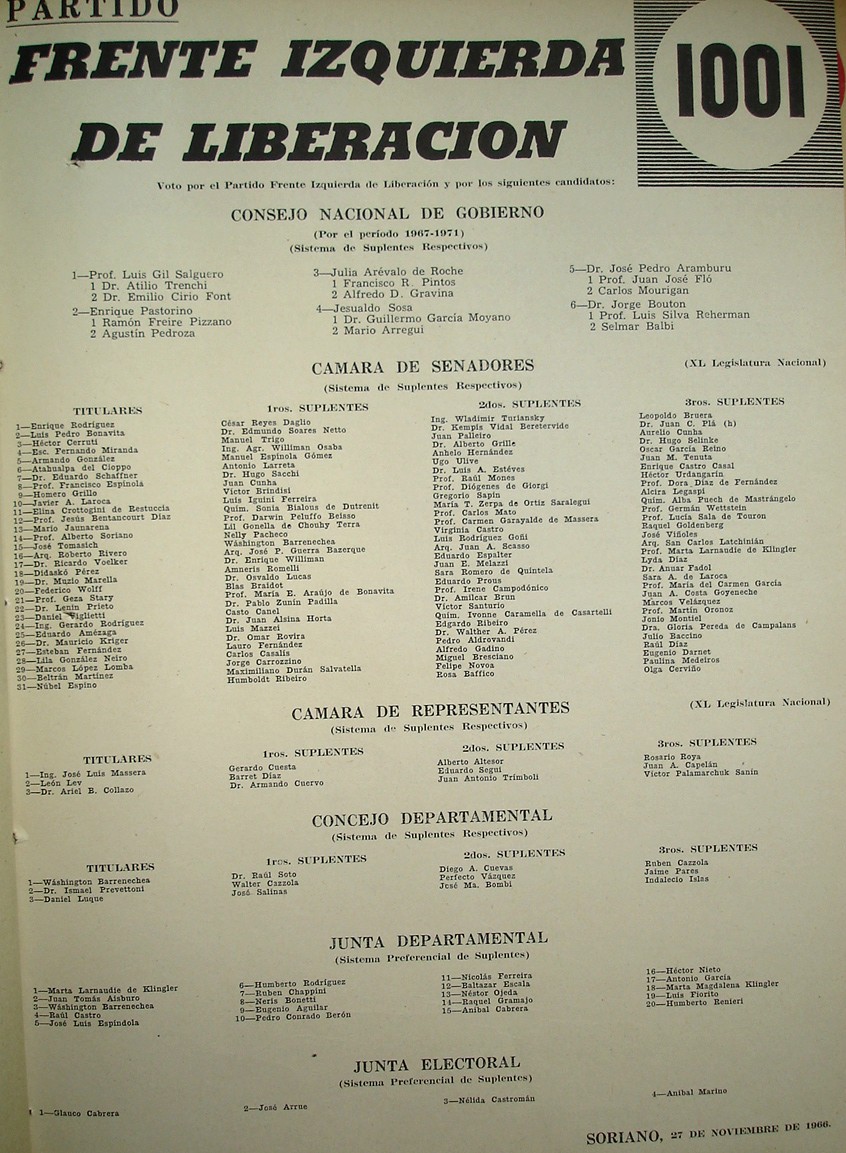 PARTIDO
FRENTE IZQUIERDA
DE LIBERACION
1001
Voto por el Partido Frente Izquierda de Liberación y por los siguientes candidatos:
CONSEJO NACIONAL DE GOBIERNO
(Por el período 1967-1971)
(Sistema de Suplentes Respectivos)
1—Prof. Luis Gil Salguero
1 Dr. Atilio Trenchi
2 Dr. Emilio Cirio Font
2—Enrique Pastorino
1 Ramón Freire Pizzano
2 Agustín Pedroza
3—Julia Arévalo de Roche
1 Francisco R. Pintos
2 Alfredo D. Gravina
4—Jesualdo Sosa
1 Dr. Guillermo García Moyano
2 Mario Arregui
5—Dr. José Pedro Aramburu
1 Prof. Juan José Fló
2 Carlos Mourigan
6—Dr. Jorge Bouton
1 Prof. Luis Silva Reherman
2 Selmar Balbi
CAMARA DE SENADORES
(XL Legislatura Nacional)
(Sistema de Suplentes Respectivos)
TITULARES
1—Enrique Rodríguez
2—Luis Pedro Bonavita
3—Héctor Cerruti
4—Esc. Fernando Miranda
5—Armando González
6—Atahualpa del Cioppo
7—Dr. Eduardo Schaffner
8—Prof. Francisco Espínola
9—Homero Grillo
10—Javier A. Laroca
11—Elina Crottogini de Restuccia
12—Prof. Jesús Bentancourt Díaz
13—Mario Jaunarena
14—Prof. Alberto Soriano
15—José Tomasich
16—Arq. Roberto Rivero
17—Dr. Ricardo Voelker
18—Didaskó Pérez
19—Dr. Muzio Marella
20—Federico Wolff
21—Prof. Geza Stary
22—Dr. Lenin Prieto
23—Daniel Viglietti
24—Ing. Gerardo Rodríguez
25—Eduardo Amézaga
26—Dr. Mauricio Kriger
27—Esteban Fernández
28—Lila González Neiro
29—Marcos López Lomba
30—Beltrán Martínez
31—Núbel Espino
1ros. SUPLENTES
César Reyes Daglio
Dr. Edmundo Soares Netto
Manuel Trigo
Ing. Agr. Williman Osaba
Manuel Espínola Gómez
Antonio Larreta
Dr. Hugo Sacchi
Juan Cunha
Víctor Brindisi
Luis Iguiní Ferreira
Quím. Sonia Bialous de Dutrenit
Prof. Darwin Peluffo Beisso
Lil Gonella de Chouhy Terra
Nelly Pacheco
Wáshington Barrenechea
Arq. José P. Guerra Bazerque
Dr. Enrique Williman
Amneris Romelli
Dr. Osvaldo Lucas
Blas Braidot
Prof. María E. Araújo de Bonavita
Dr. Pablo Zunín Padilla
Casto Canel
Dr. Juan Alsina Horta
Luis Mazzei
Dr. Omar Rovira
Lauro Fernández
Carlos Casalis
Jorge Carrozzino
Maximiliano Durán Salvatella
Humboldt Ribeiro
2dos. SUPLENTES
Ing. Wladimir Turiansky
Dr. Kempis Vidal Beretervide
Juan Palleiro
Dr. Alberto Grille
Anhelo Hernández
Ugo Ulive
Dr. Luis A. Estéves
Prof. Raúl Mones
Prof. Diógenes de Giorgi
Gregorio Sapin
María T. Zerpa de Ortiz Saralegui
Prof. Carlos Mato
Prof. Carmen Garayalde de Massera
Virginia Castro
Luis Rodríguez Goñi
Arq. Juan A. Scasso
Eduardo Espalter
Juan E. Melazzi
Sara Romero de Quintela
Eduardo Prous
Prof. Irene Campodónico
Dr. Amílcar Brun
Víctor Santurio
Quím. Ivonne Caramella de Casartelli
Edgardo Ribeiro
Dr. Walther A. Pérez
Pedro Aldrovandi
Alfredo Gadino
Miguel Bresciano
Felipe Novoa
Rosa Baffico
3ros. SUPLENTES
Leopoldo Bruera
Dr. Juan C. Plá (h)
Aurelio Cunha
Dr. Hugo Selinke
Oscar García Reino
Juan M. Tenuta
Enrique Castro Casal
Héctor Urdangarín
Prof. Dora Díaz de Fernández
Alcira Legaspi
Quím. Alba Puech de Mastrángelo
Prof. Germán Wettstein
Prof. Lucía Sala de Touron
Raquel Goldenberg
José Viñoles
Arq. San Carlos Latchinián
Prof. Marta Larnaudie de Klingler
Lyda Díaz
Dr. Anuar Fadol
Sara A. de Laroca
Prof. María del Carmen García
Juan A. Costa Goyeneche
Marcos Velázquez
Prof. Martín Oronoz
Jonio Montiel
Dra. Gloria Pereda de Campalans
Julio Baccino
Raúl Díaz
Eugenio Darnet
Paulina Medeiros
Olga Cerviño
CAMARA DE REPRESENTANTES
(XL Legislatura Nacional)
(Sistema de Suplentes Respectivos)
TITULARES
1—Ing. José Luis Massera
2—León Lev
3—Dr. Ariel B. Collazo
1ros. SUPLENTES
Gerardo Cuesta
Barret Díaz
Dr. Armando Cuervo
2dos. SUPLENTES
Alberto Altesor
Eduardo Seguí
Juan Antonio Trímboli
3ros. SUPLENTES
Rosario Roya
Juan A. Capelán
Víctor Palamarchuk Sanin
CONCEJO DEPARTAMENTAL
(Sistema de Suplentes Respectivos)
TITULARES
1—Wáshington Barrenechea
2—Dr. Ismael Prevettoni
3—Daniel Luque
1ros. SUPLENTES
Dr. Raúl Soto
Walter Cazzola
José Salinas
2dos. SUPLENTES
Diego A. Cuevas
Perfecto Vázquez
José Ma. Bombi
3ros. SUPLENTES
Ruben Cazzola
Jaime Pares
Indalecio Islas
JUNTA DEPARTAMENTAL
(Sistema Preferencial de Suplentes)
1—Marta Larnaudie de Klingler
2—Juan Tomás Aisburo
3—Wáshington Barrenechea
4—Raúl Castro
5—José Luis Espíndola
6—Humberto Rodríguez
7—Ruben Chappini
8—Neris Bonetti
9—Eugenio Aguilar
10—Pedro Conrado Berón
11—Nicolás Ferreira
12—Baltazar Escala
13—Néstor Ojeda
14—Raquel Gramajo
15—Aníbal Cabrera
16—Héctor Nieto
17—Antonio García
18—Marta Magdalena Klingler
19—Luis Fiorito
20—Humberto Renieri
JUNTA ELECTORAL
(Sistema Preferencial de Suplentes)
1—Glauco Cabrera
2—José Arrue
3—Nélida Castromán
4—Aníbal Marino
SORIANO, 27 DE NOVIEMBRE DE 1966.